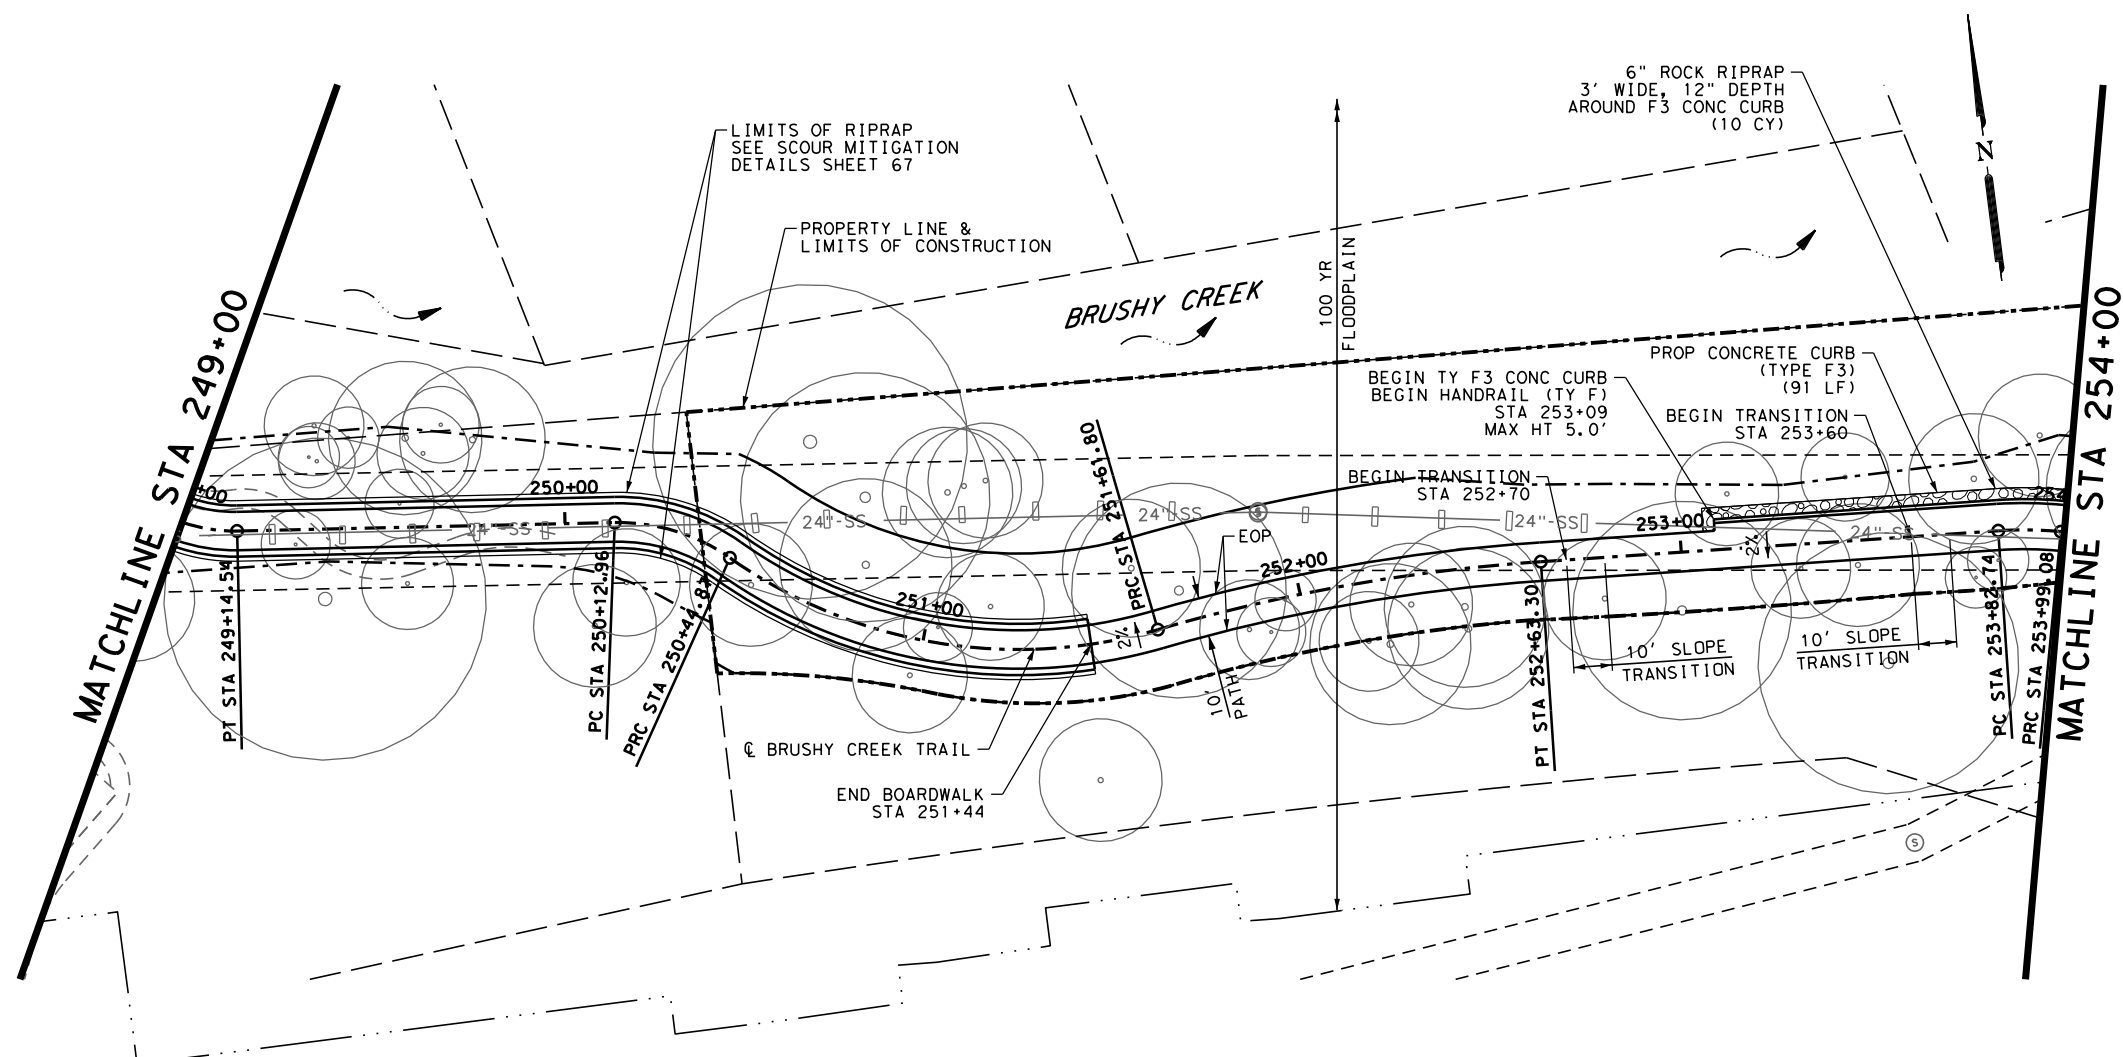 6" ROCK RIPRAP
3' WIDE, 12" DEPTH
AROUND F3 CONC CURB
(10 CY)
LIMITS OF RIPRAP
SEE SCOUR MITIGATION
DETAILS SHEET 67
N
PROPERTY LINE &
LIMITS OF CONSTRUCTION
MATCHLINE STA 249+00
BRUSHY CREEK
100 YR
FLOODPLAIN
MATCHLINE STA 254+00
PROP CONCRETE CURB
(TYPE F3)
(91 LF)
BEGIN TY F3 CONC CURB
BEGIN HANDRAIL (TY F)
STA 253+09
MAX HT 5.0'
BEGIN TRANSITION
STA 253+60
BEGIN TRANSITION
STA 252+70
+00
250+00
251+00
252+00
253+00
254
24"-SS
24"-SS
24"-SS
24"-SS
24"-SS
S
PRC STA 251+61.80
EOP
2%
2%
PT STA 249+14.54
PC STA 250+12.96
PRC STA 250+44.8
10'
PATH
PT STA 252+63.30
10' SLOPE
TRANSITION
10' SLOPE
TRANSITION
PC STA 253+82.74
PRC STA 253+99.08
℄ BRUSHY CREEK TRAIL
END BOARDWALK
STA 251+44
S